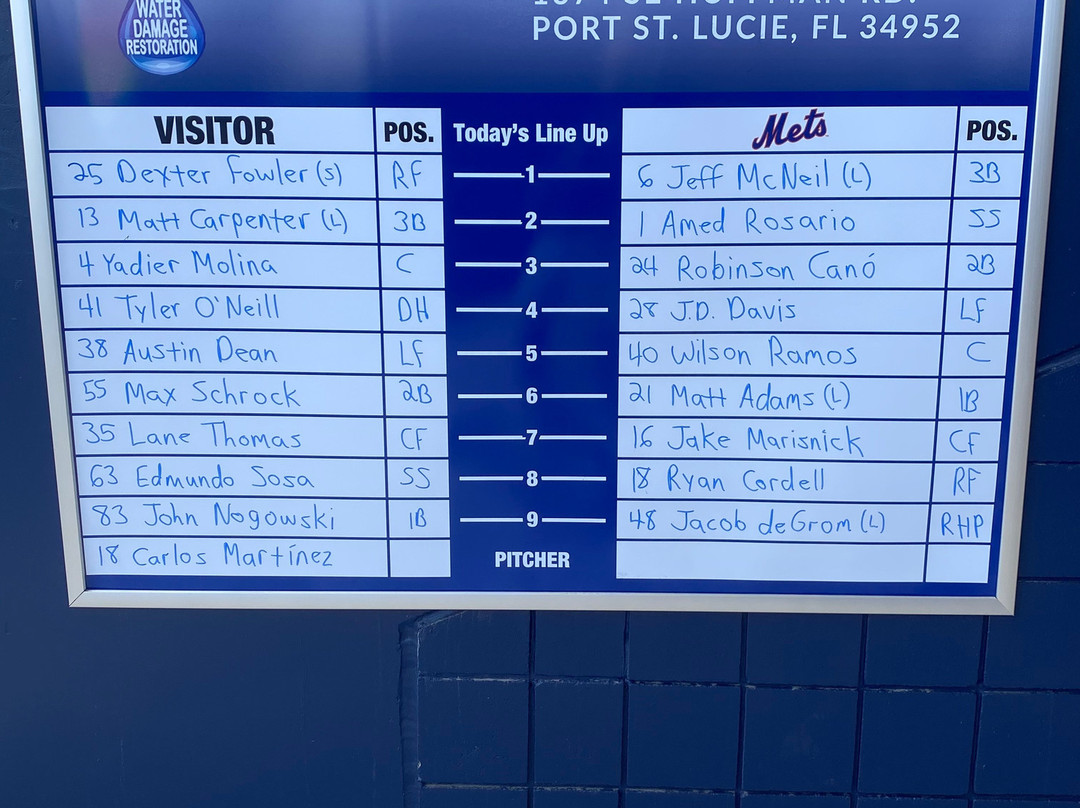 WATER
DAMAGE
RESTORATION
PORT ST. LUCIE, FL 34952
VISITOR POS. Today's Line Up Mets POS.
25 Dexter Fowler (s) RF 1 6 Jeff McNeil (L) 3B
13 Matt Carpenter (L) 3B 2 1 Amed Rosario SS
4 Yadier Molina C 3 24 Robinson Canó 2B
41 Tyler O'Neill DH 4 28 J.D. Davis LF
38 Austin Dean LF 5 40 Wilson Ramos C
55 Max Schrock 2B 6 21 Matt Adams (L) 1B
35 Lane Thomas CF 7 16 Jake Marisnick CF
63 Edmundo Sosa SS 8 18 Ryan Cordell RF
83 John Nogowski 1B 9 48 Jacob deGrom (L) RHP
18 Carlos Martínez PITCHER